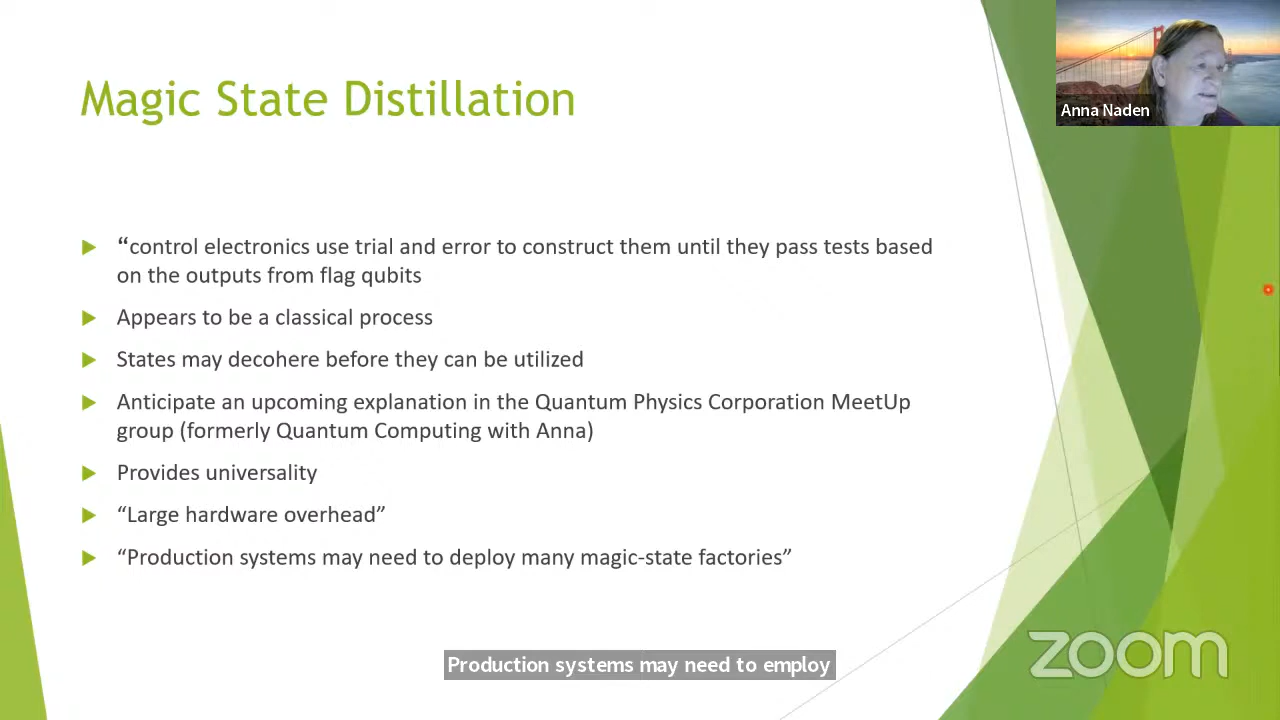 Magic State Distillation
Anna Naden
“control electronics use trial and error to construct them until they pass tests based
on the outputs from flag qubits
Appears to be a classical process
States may decohere before they can be utilized
Anticipate an upcoming explanation in the Quantum Physics Corporation MeetUp
group (formerly Quantum Computing with Anna)
Provides universality
“Large hardware overhead”
“Production systems may need to deploy many magic-state factories”
Production systems may need to employ
zoom